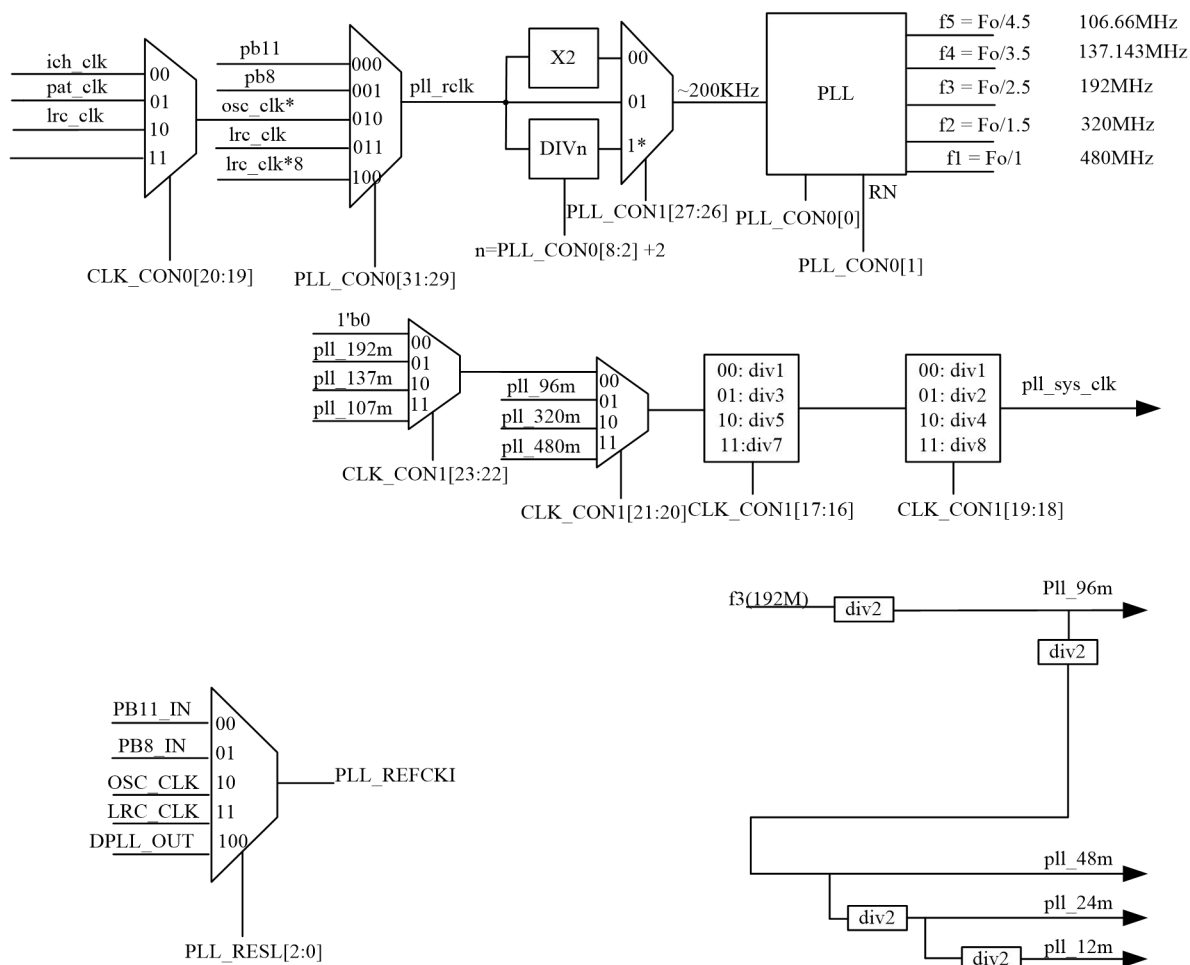 ich_clk
pat_clk
lrc_clk
00
01
10
11
CLK_CON0[20:19]
pb11
pb8
osc_clk*
lrc_clk
lrc_clk*8
000
001
010
011
100
PLL_CON0[31:29]
pll_rclk
X2
DIVn
n=PLL_CON0[8:2] +2
00
01
1*
PLL_CON1[27:26]
~200KHz
PLL
RN
PLL_CON0[0]
PLL_CON0[1]
f5 = Fo/4.5 106.66MHz
f4 = Fo/3.5 137.143MHz
f3 = Fo/2.5 192MHz
f2 = Fo/1.5 320MHz
f1 = Fo/1 480MHz
1'b0
pll_192m
pll_137m
pll_107m
00
01
10
11
CLK_CON1[23:22]
pll_96m
pll_320m
pll_480m
00
01
10
11
CLK_CON1[21:20]
00: div1
01: div3
10: div5
11:div7
CLK_CON1[17:16]
00: div1
01: div2
10: div4
11: div8
CLK_CON1[19:18]
pll_sys_clk
PB11_IN
PB8_IN
OSC_CLK
LRC_CLK
DPLL_OUT
00
01
10
11
100
PLL_REFCKI
PLL_RESL[2:0]
f3(192M)
div2
Pll_96m
div2
pll_48m
div2
pll_24m
div2
pll_12m